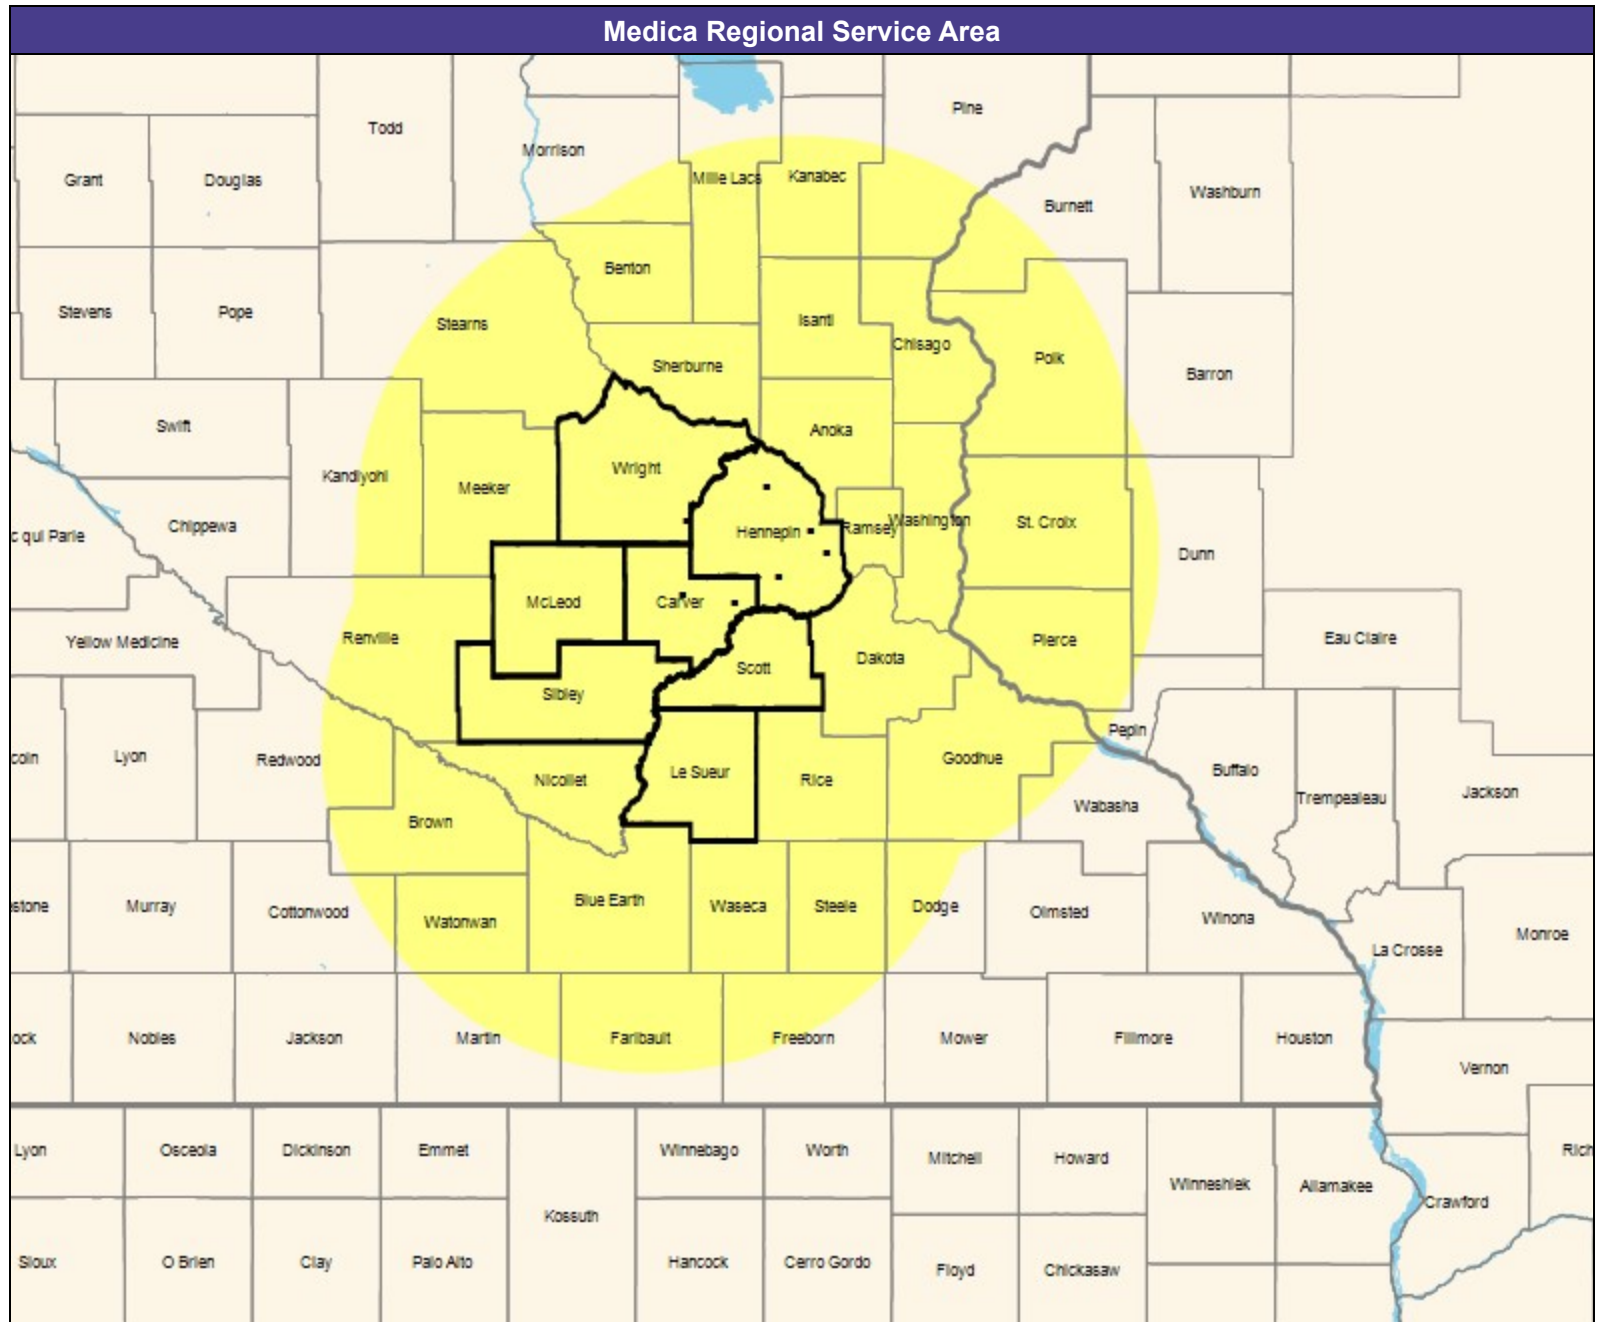 Medica Regional Service Area
Pine
Todd
Morrison
Mille Lacs
Kanabec
Grant
Douglas
Washburn
Burnett
Benton
Stevens
Pope
Stearns
Isanti
Chisago
Polk
Sherburne
Barron
Swift
Anoka
Wright
Kandiyohi
Meeker
Chippewa
Hennepin
Ramsey
Washington
St. Croix
c qui Parle
Dunn
McLeod
Carver
Yellow Medicine
Renville
Pierce
Eau Claire
Dakota
Scott
Sibley
Pepin
coln
Lyon
Redwood
Nicollet
Le Sueur
Rice
Goodhue
Buffalo
Trempealeau
Jackson
Wabasha
Brown
stone
Murray
Cottonwood
Watonwan
Blue Earth
Waseca
Steele
Dodge
Olmsted
Winona
Monroe
La Crosse
ock
Nobles
Jackson
Martin
Faribault
Freeborn
Mower
Fillmore
Houston
Vernon
Lyon
Osceola
Dickinson
Emmet
Winnebago
Worth
Mitchell
Howard
Rich
Winneshiek
Allamakee
Crawford
Kossuth
Sioux
O Brien
Clay
Palo Alto
Hancock
Cerro Gordo
Floyd
Chickasaw